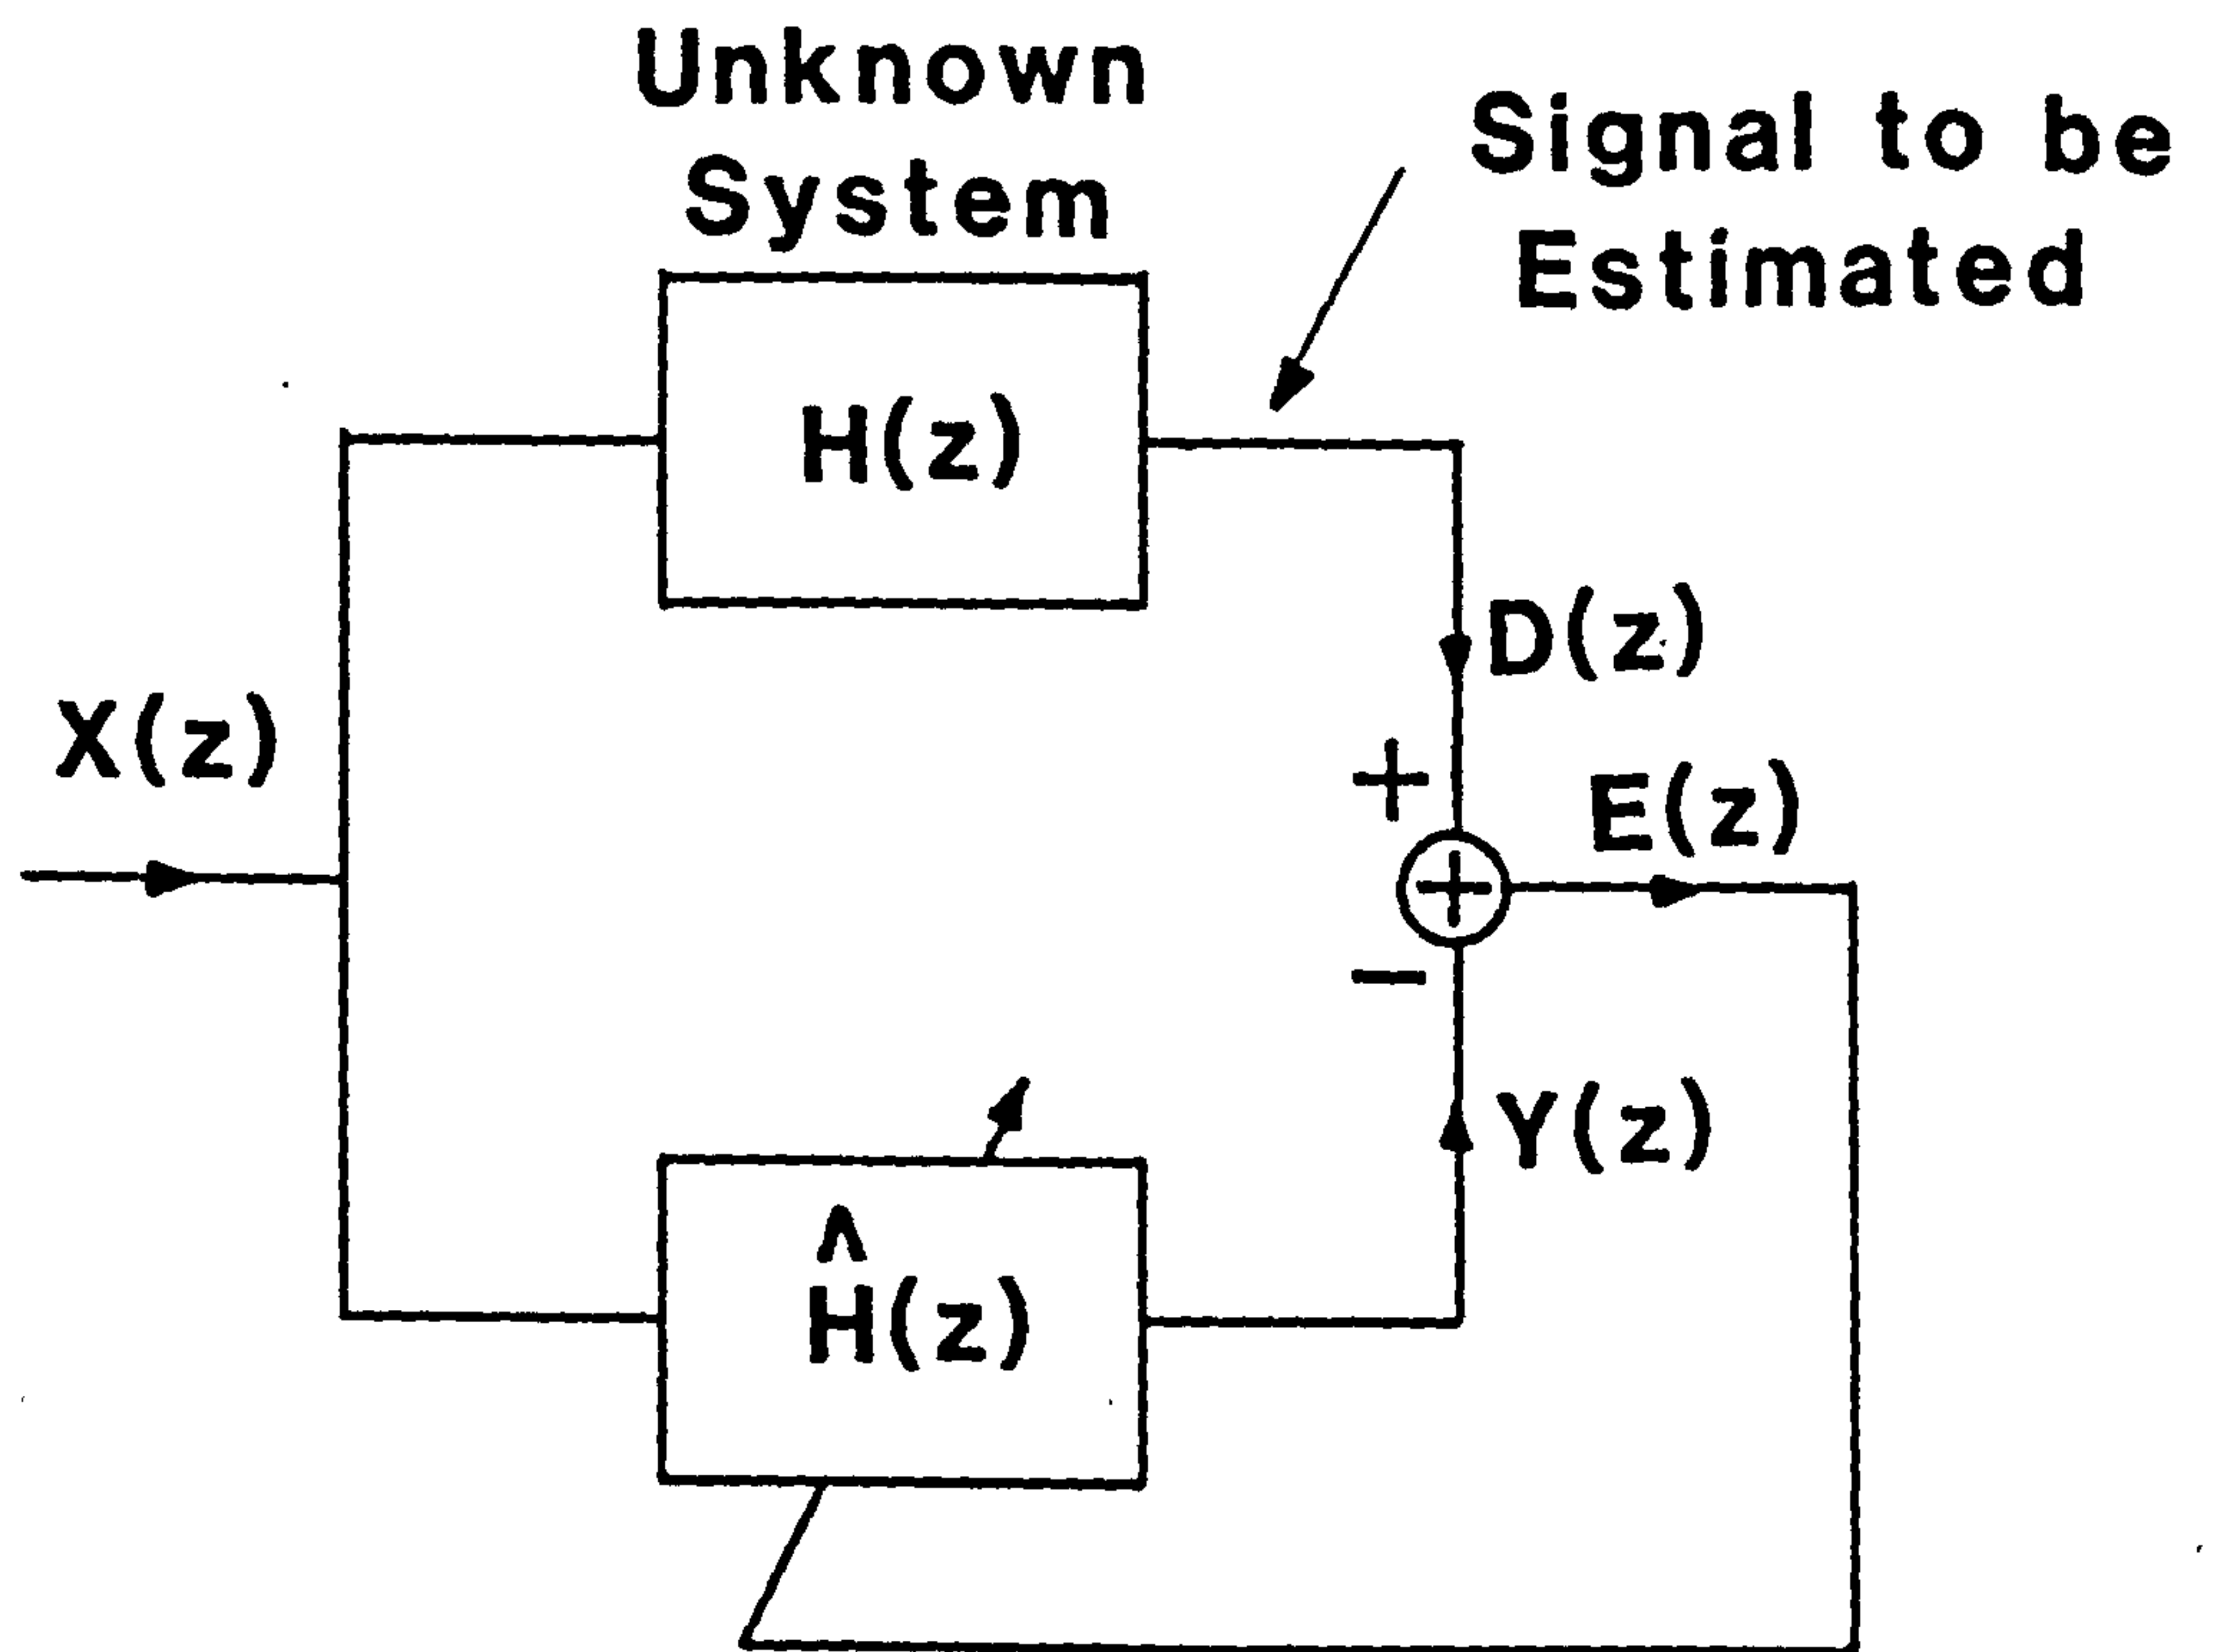 Unknown
System
Signal to be
Estimated
H(z)
D(z)
X(z)
+
E(z)
+
−
Y(z)
^
H(z)